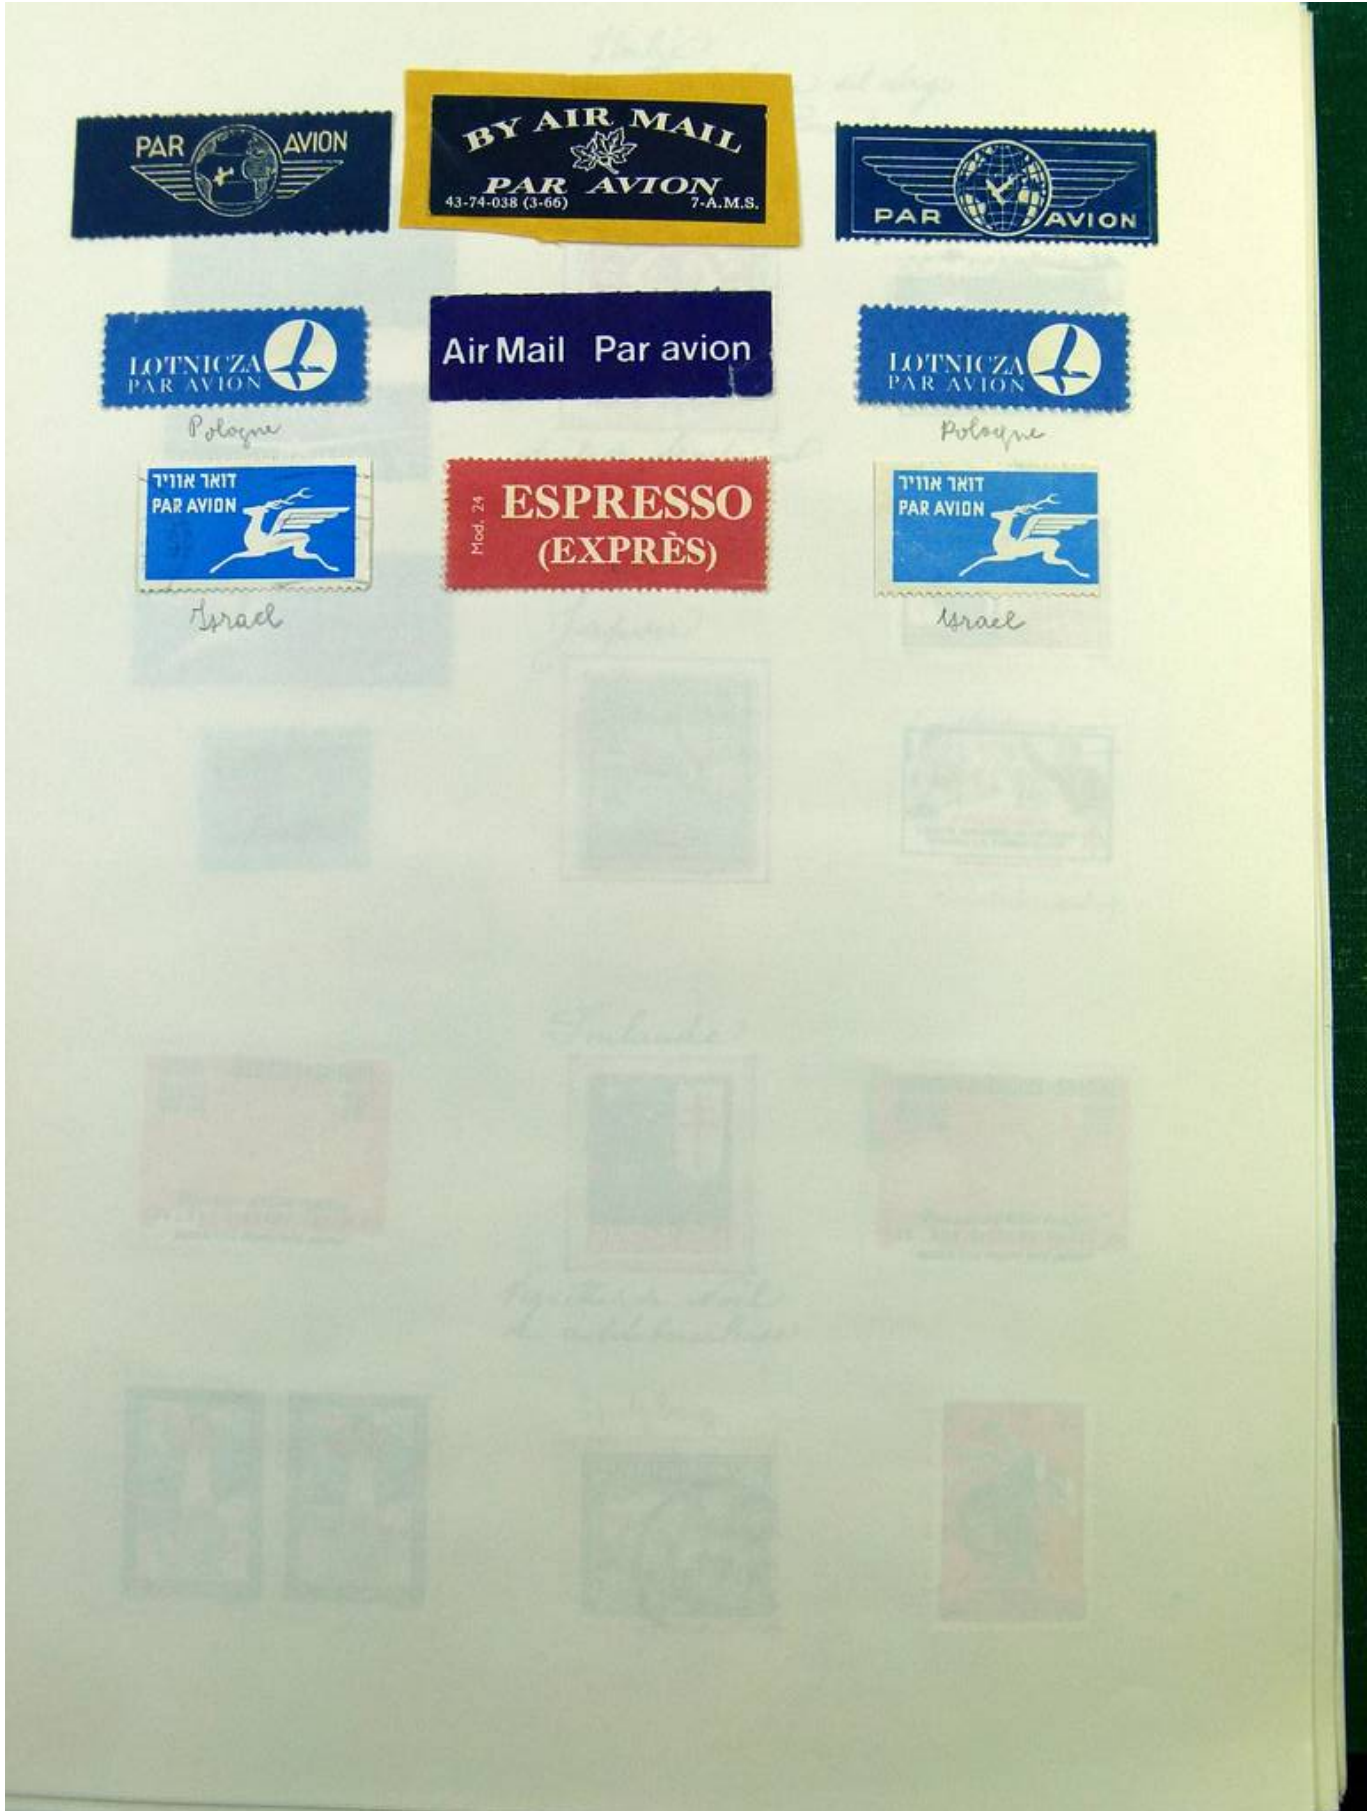 PAR AVION
BY AIR MAIL
PAR AVION
43-74-038 (3-66) 7-A.M.S.
PAR AVION
LOTNICZA
PAR AVION
Pologne
Air Mail Par avion
LOTNICZA
PAR AVION
Pologne
דואר אוויר
PAR AVION
Israel
Mod. 24
ESPRESSO
(EXPRÈS)
דואר אוויר
PAR AVION
Israel